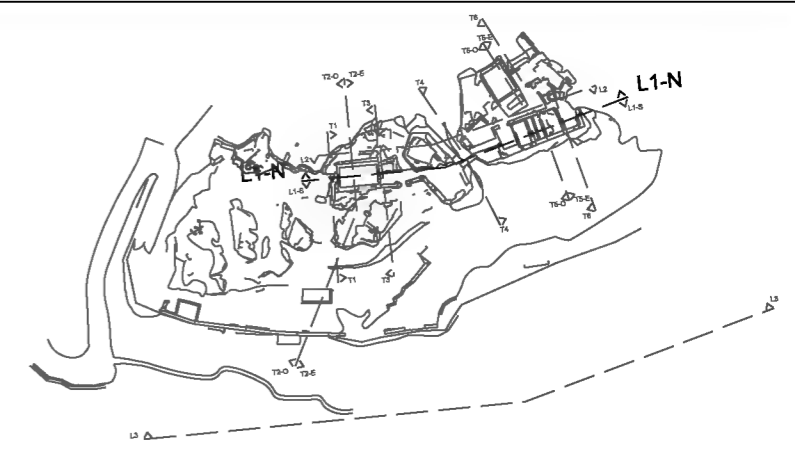 T6
T5-E
T5-O
T2-O T2-E
T4
L2
L1-N
L1-S
T3
T1
L2
L1-N
L1-S
T5-O T5-E
T6
T4
T1
T3
L3
T2-O T2-E
L3